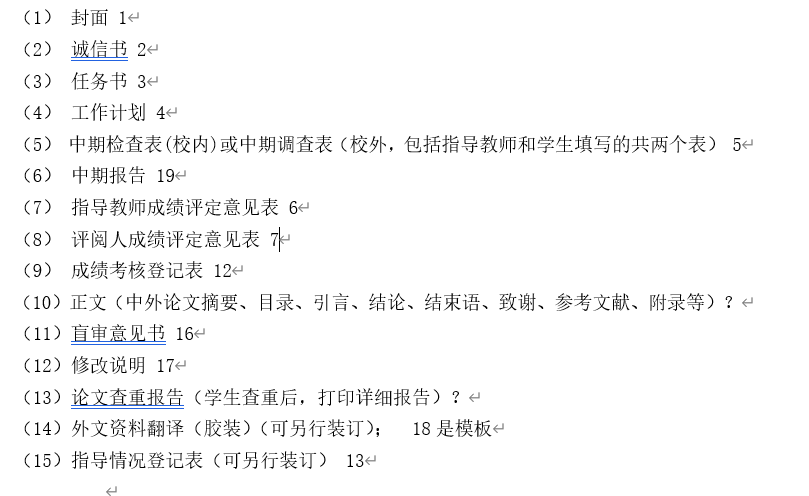 （1） 封面 1
（2） 诚信书 2
（3） 任务书 3
（4） 工作计划 4
（5） 中期检查表(校内)或中期调查表（校外，包括指导教师和学生填写的共两个表） 5
（6） 中期报告 19
（7） 指导教师成绩评定意见表 6
（8） 评阅人成绩评定意见表 7
（9） 成绩考核登记表 12
（10）正文（中外论文摘要、目录、引言、结论、结束语、致谢、参考文献、附录等）？
（11）盲审意见书 16
（12）修改说明 17
（13）论文查重报告（学生查重后，打印详细报告）？
（14）外文资料翻译（胶装）（可另行装订）； 18 是模板
（15）指导情况登记表（可另行装订） 13